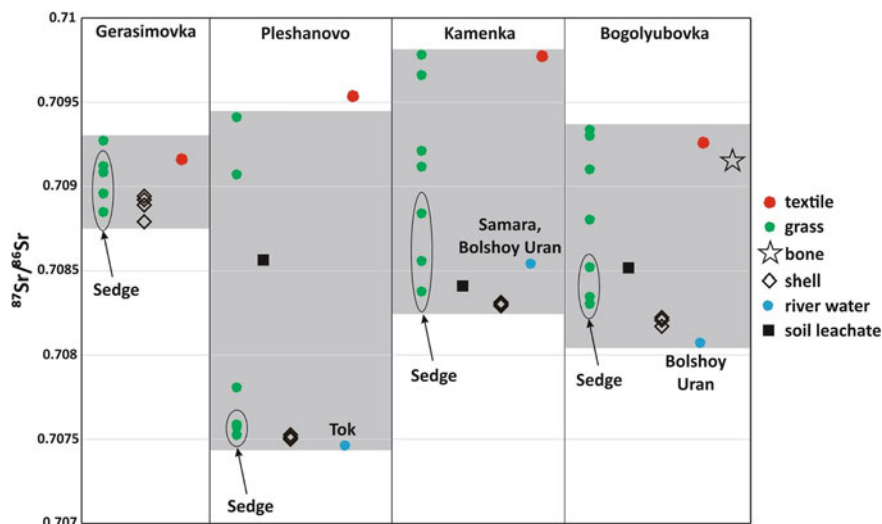 Gerasimovka
Pleshanovo
Kamenka
Bogolyubovka
0.71
0.7095
0.709
0.7085
0.708
0.7075
0.707
87Sr/86Sr
Sedge
Sedge
Tok
Samara,
Bolshoy Uran
Sedge
Sedge
Bolshoy
Uran
textile
grass
bone
shell
river water
soil leachate